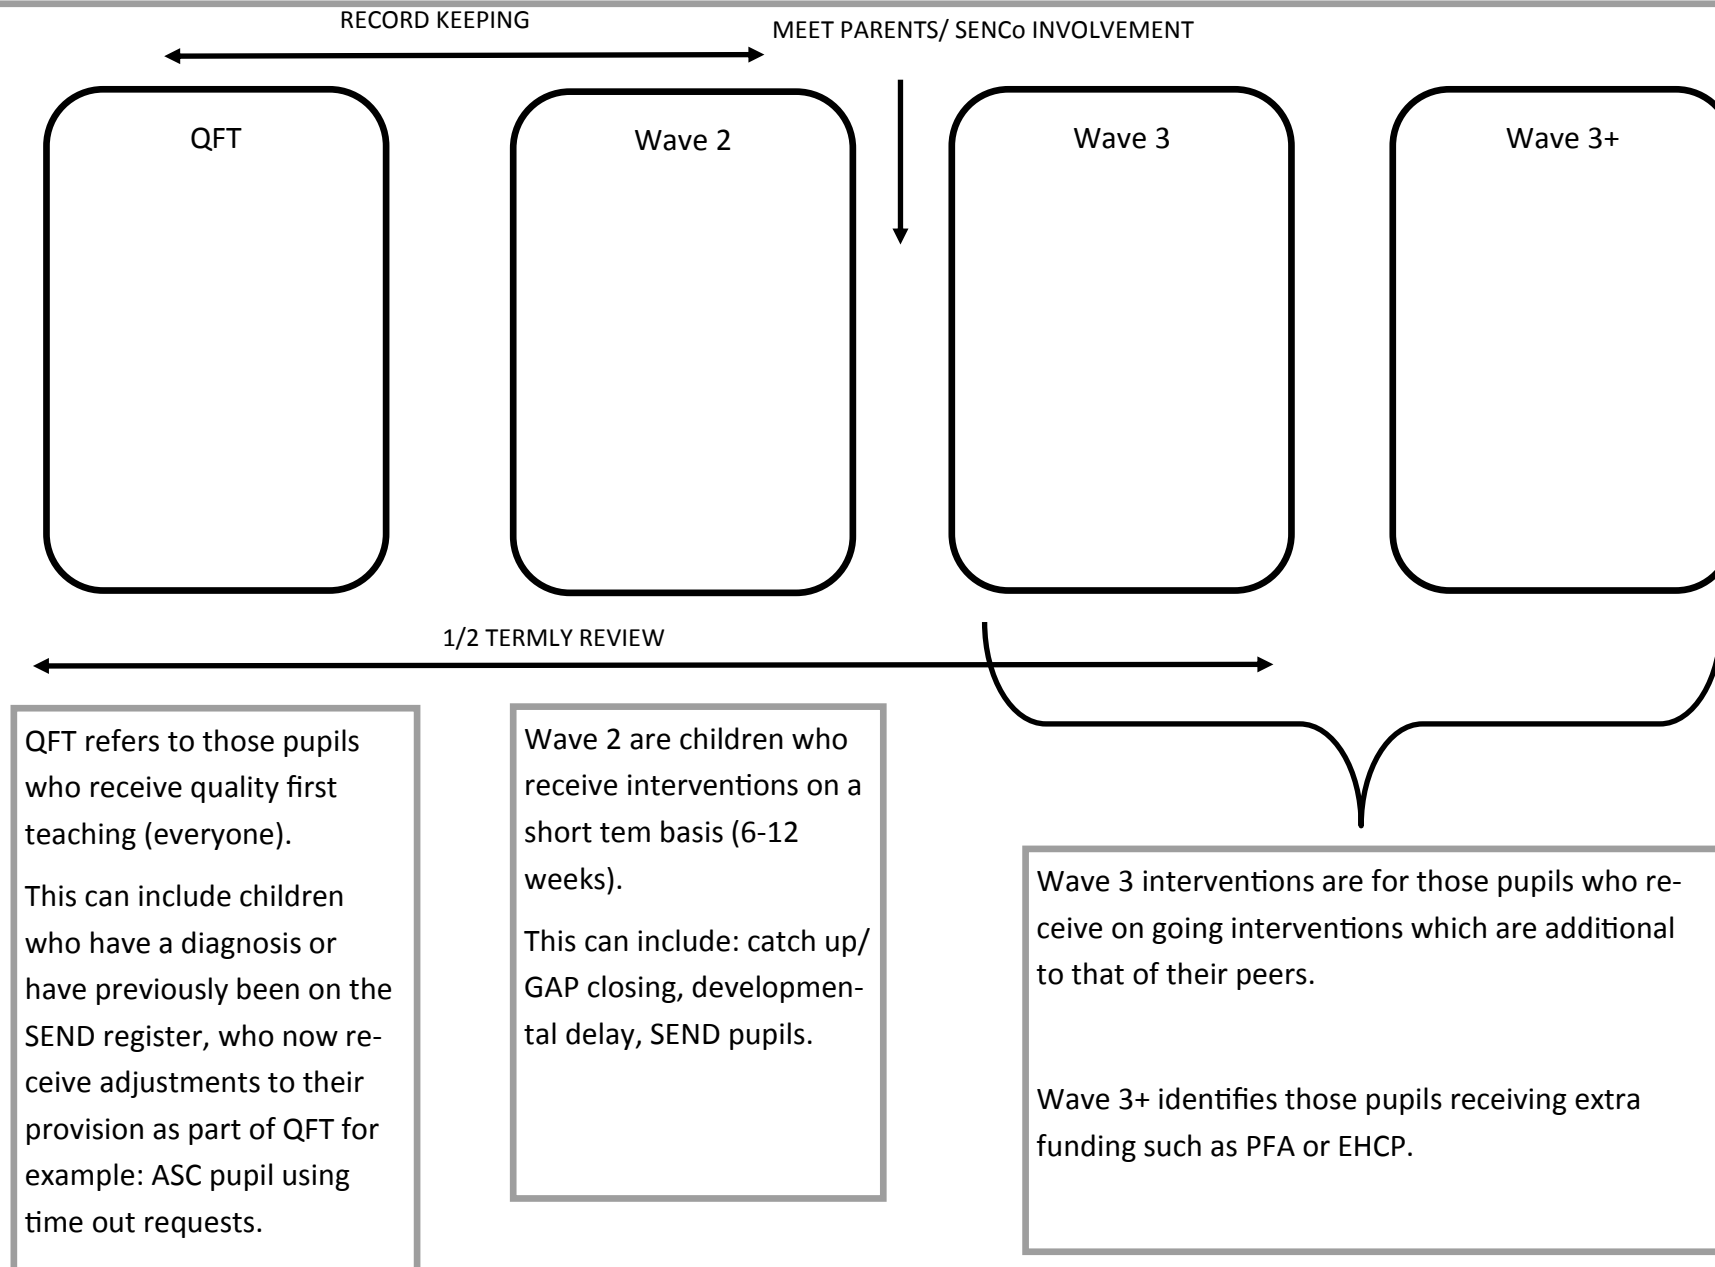 RECORD KEEPING
MEET PARENTS/ SENCo INVOLVEMENT
QFT
Wave 2
Wave 3
Wave 3+
1/2 TERMLY REVIEW
QFT refers to those pupils
who receive quality first
teaching (everyone).
This can include children
who have a diagnosis or
have previously been on the
SEND register, who now re-
ceive adjustments to their
provision as part of QFT for
example: ASC pupil using
time out requests.
Wave 2 are children who
receive interventions on a
short tem basis (6-12
weeks).
This can include: catch up/
GAP closing, developmen-
tal delay, SEND pupils.
Wave 3 interventions are for those pupils who re-
ceive on going interventions which are additional
to that of their peers.
Wave 3+ identifies those pupils receiving extra
funding such as PFA or EHCP.